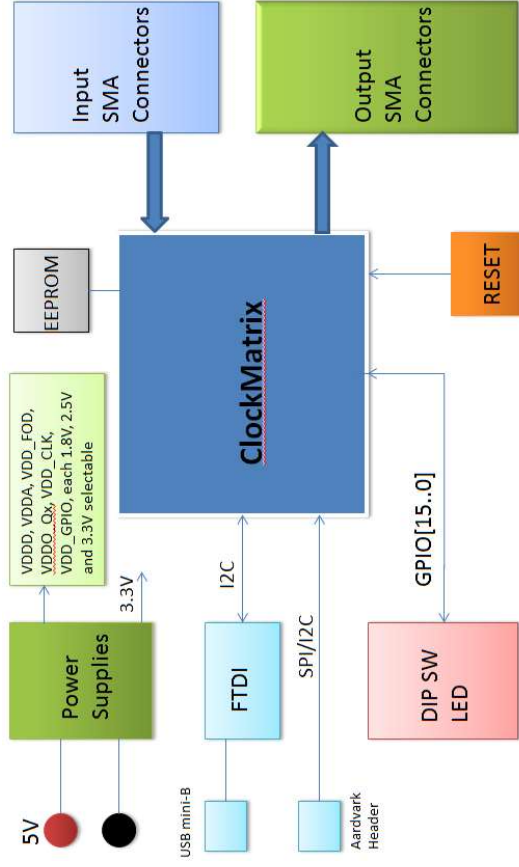 5V
Power
Supplies
VDDD, VDDA, VDD_FOD,
VDDO_Qx, VDD_CLK,
VDD_GPIO, each 1.8V, 2.5V
and 3.3V selectable
3.3V
EEPROM
Input
SMA
Connectors
USB mini-B
FTDI
I2C
ClockMatrix
Aardvark
Header
SPI/I2C
Output
SMA
Connectors
DIP SW
LED
GPIO[15..0]
RESET